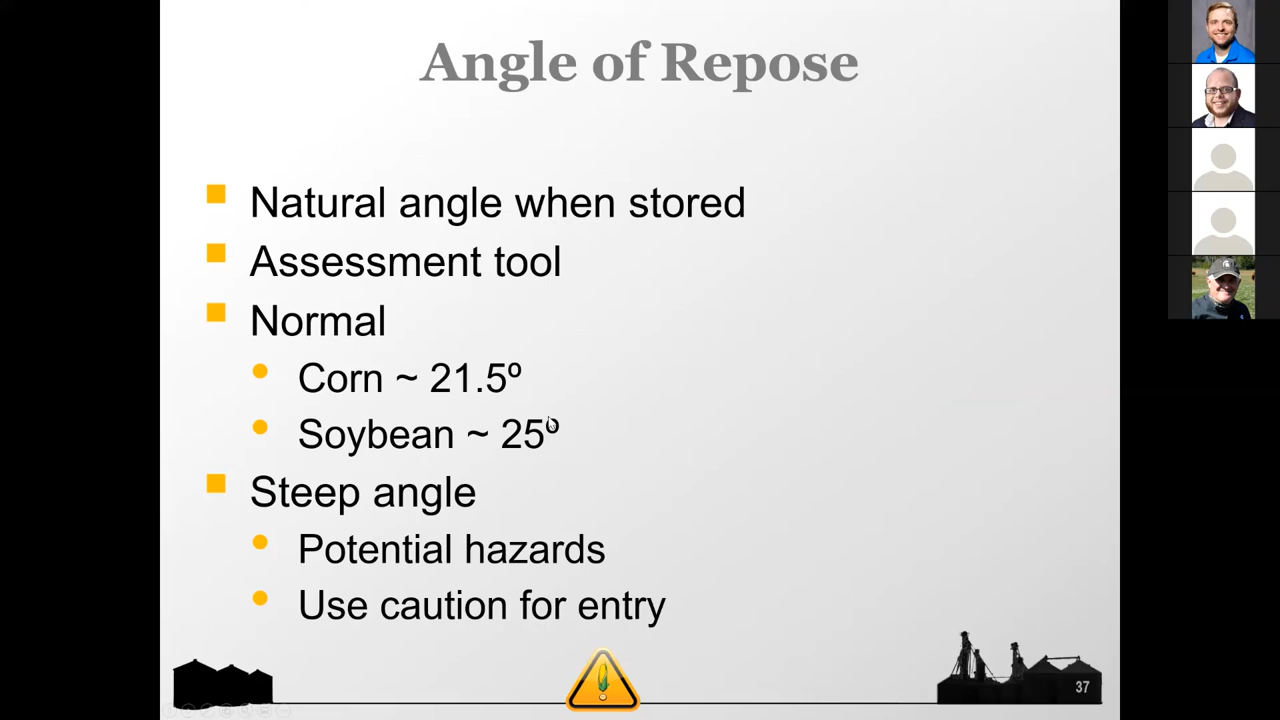 Angle of Repose
Natural angle when stored
Assessment tool
Normal
Corn ~ 21.5º
Soybean ~ 25º
Steep angle
Potential hazards
Use caution for entry
37